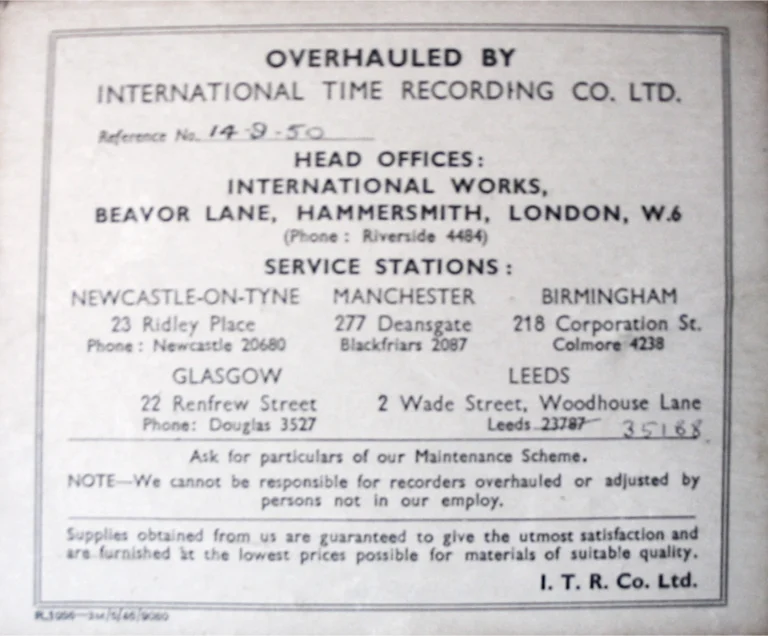 OVERHAULED BY
INTERNATIONAL TIME RECORDING CO. LTD.
Reference No. 14-9-50
HEAD OFFICES:
INTERNATIONAL WORKS,
BEAVOR LANE, HAMMERSMITH, LONDON, W.6
(Phone: Riverside 4484)
SERVICE STATIONS:
NEWCASTLE-ON-TYNE MANCHESTER BIRMINGHAM
23 Ridley Place 277 Deansgate 218 Corporation St.
Phone: Newcastle 20680 Blackfriars 2087 Colmore 4238
GLASGOW LEEDS
22 Renfrew Street 2 Wade Street, Woodhouse Lane
Phone: Douglas 3527 Leeds 23787 35168
Ask for particulars of our Maintenance Scheme.
NOTE—We cannot be responsible for recorders overhauled or adjusted by
persons not in our employ.
Supplies obtained from us are guaranteed to give the utmost satisfaction and
are furnished at the lowest prices possible for materials of suitable quality.
I. T. R. Co. Ltd.